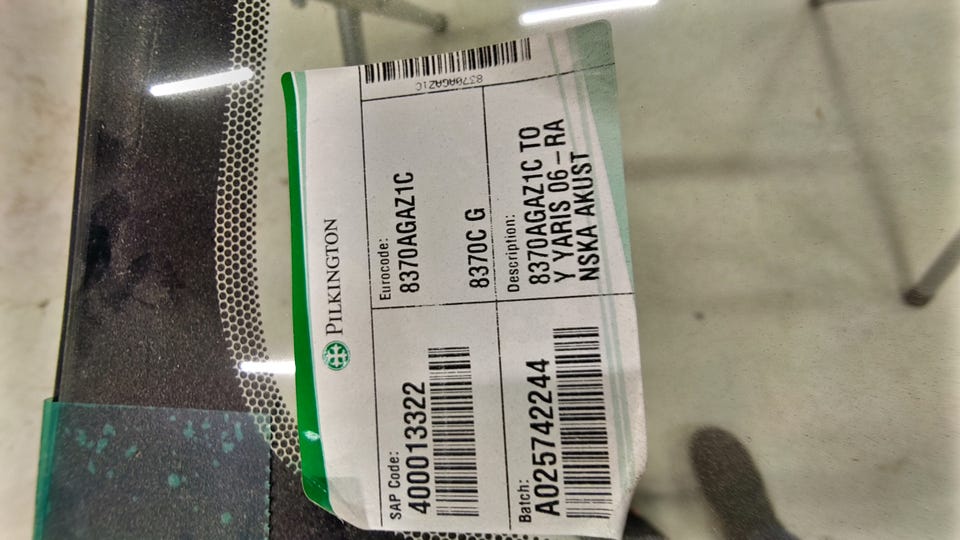 PILKINGTON
SAP Code:
400013322
Eurocode:
8370AGAZ1C
8370C G
8370AGAZ1C
Batch:
A025742244
Description:
8370AGAZ1C TO
Y YARIS 06 – RA
NSKA AKUST